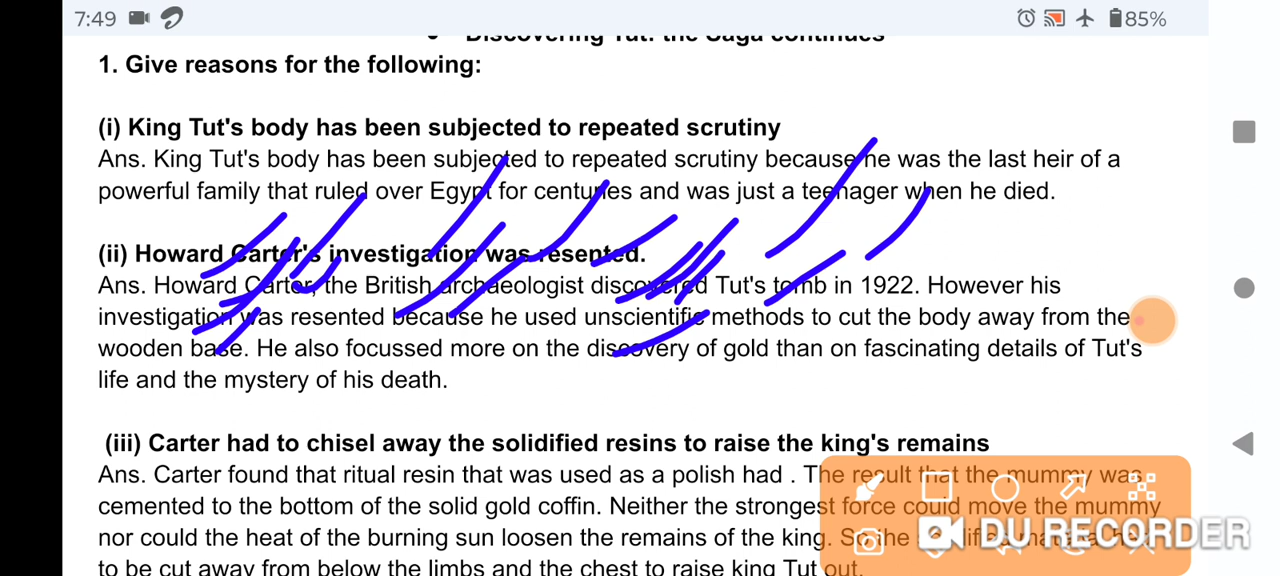 7:49
85%
Discovering Tut: the Saga continues
1. Give reasons for the following:
(i) King Tut's body has been subjected to repeated scrutiny
Ans. King Tut's body has been subjected to repeated scrutiny because he was the last heir of a
powerful family that ruled over Egypt for centuries and was just a teenager when he died.
(ii) Howard Carter's investigation was resented.
Ans. Howard Carter, the British archaeologist discovered Tut's tomb in 1922. However his
investigation was resented because he used unscientific methods to cut the body away from the
wooden base. He also focussed more on the discovery of gold than on fascinating details of Tut's
life and the mystery of his death.
(iii) Carter had to chisel away the solidified resins to raise the king's remains
Ans. Carter found that ritual resin that was used as a polish had . The result that the mummy was
cemented to the bottom of the solid gold coffin. Neither the strongest force could move the mummy
nor could the heat of the burning sun loosen the remains of the king. So the
to be cut away from below the limbs and the chest to raise king Tut out.
DU RECORDER